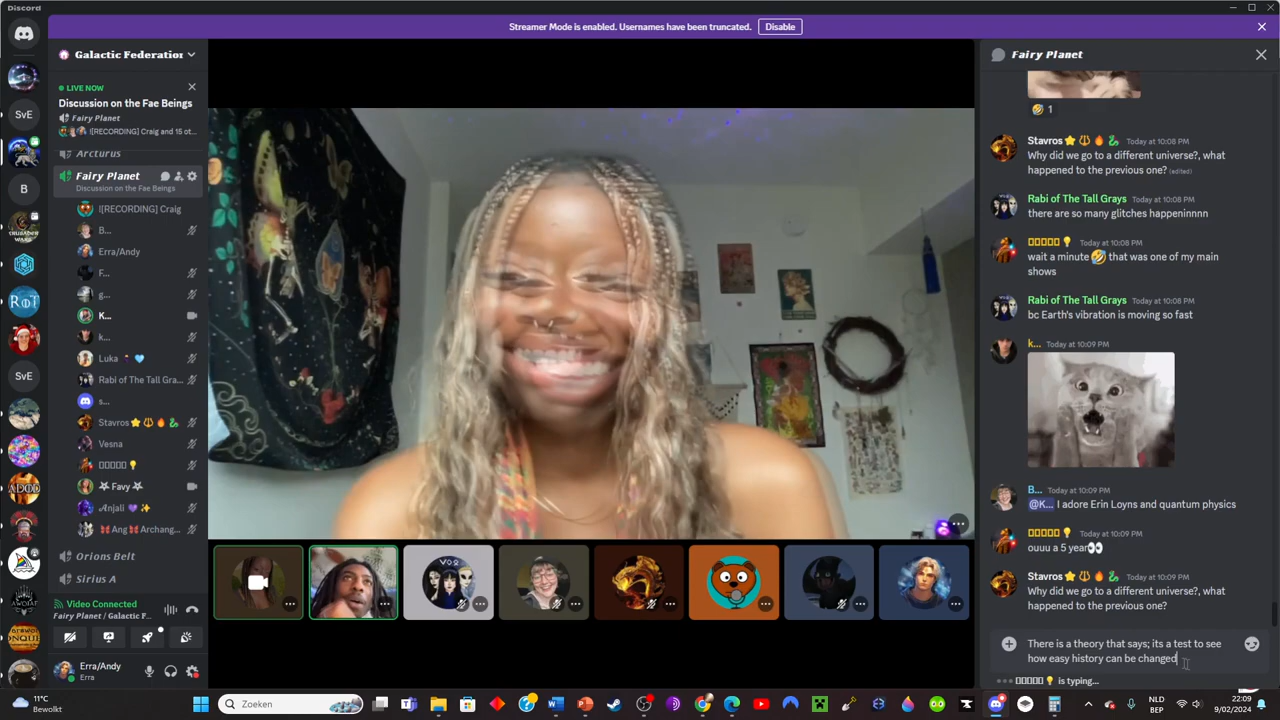 Discord
Streamer Mode is enabled. Usernames have been truncated.
Disable
Galactic Federation
LIVE NOW
Discussion on the Fae Beings
Fairy Planet
![RECORDING] Craig and 15 ot...
Arcturus
Fairy Planet
Discussion on the Fae Beings
![RECORDING] Craig
B...
Erra/Andy
F...
g...
K...
k...
Luka
Rabi of The Tall Gra...
s...
Stavros
Vesna
Favy
Anjali
Ang Archang...
Orions Belt
Sirius A
Video Connected
Fairy Planet / Galactic F...
Erra/Andy
Erra
SvE
B
RoT
SvE
Fairy Planet
1
Stavros Today at 10:08 PM
Why did we go to a different universe?, what
happened to the previous one? (edited)
Rabi of The Tall Grays Today at 10:08 PM
there are so many glitches happeninnnn
Today at 10:08 PM
wait a minute 🤣 that was one of my main
shows
Rabi of The Tall Grays Today at 10:08 PM
bc Earth's vibration is moving so fast
k... Today at 10:09 PM
B... Today at 10:09 PM
@K... I adore Erin Loyns and quantum physics
Today at 10:09 PM
ouuu a 5 year👀
Stavros Today at 10:09 PM
Why did we go to a different universe?, what
happened to the previous one?
There is a theory that says; its a test to see
how easy history can be changed
is typing...
11°C
Bewolkt
Zoeken
NLD
BEP
22:09
9/02/2024